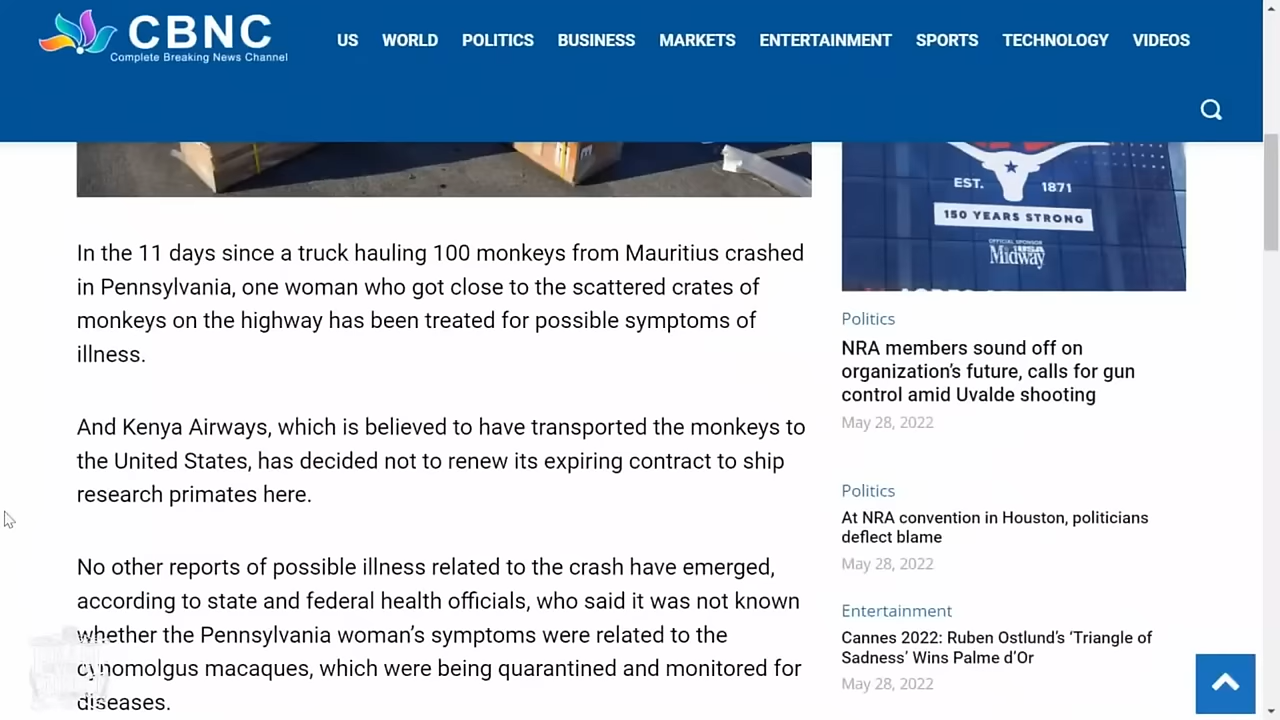 CBNC
Complete Breaking News Channel
US WORLD POLITICS BUSINESS MARKETS ENTERTAINMENT SPORTS TECHNOLOGY VIDEOS
EST. 1871
150 YEARS STRONG
OFFICIAL SPONSOR
Midway USA
In the 11 days since a truck hauling 100 monkeys from Mauritius crashed
in Pennsylvania, one woman who got close to the scattered crates of
monkeys on the highway has been treated for possible symptoms of
illness.
And Kenya Airways, which is believed to have transported the monkeys to
the United States, has decided not to renew its expiring contract to ship
research primates here.
No other reports of possible illness related to the crash have emerged,
according to state and federal health officials, who said it was not known
whether the Pennsylvania woman’s symptoms were related to the
cynomolgus macaques, which were being quarantined and monitored for
diseases.
Politics
NRA members sound off on
organization’s future, calls for gun
control amid Uvalde shooting
May 28, 2022
Politics
At NRA convention in Houston, politicians
deflect blame
May 28, 2022
Entertainment
Cannes 2022: Ruben Ostlund’s ‘Triangle of
Sadness’ Wins Palme d’Or
May 28, 2022